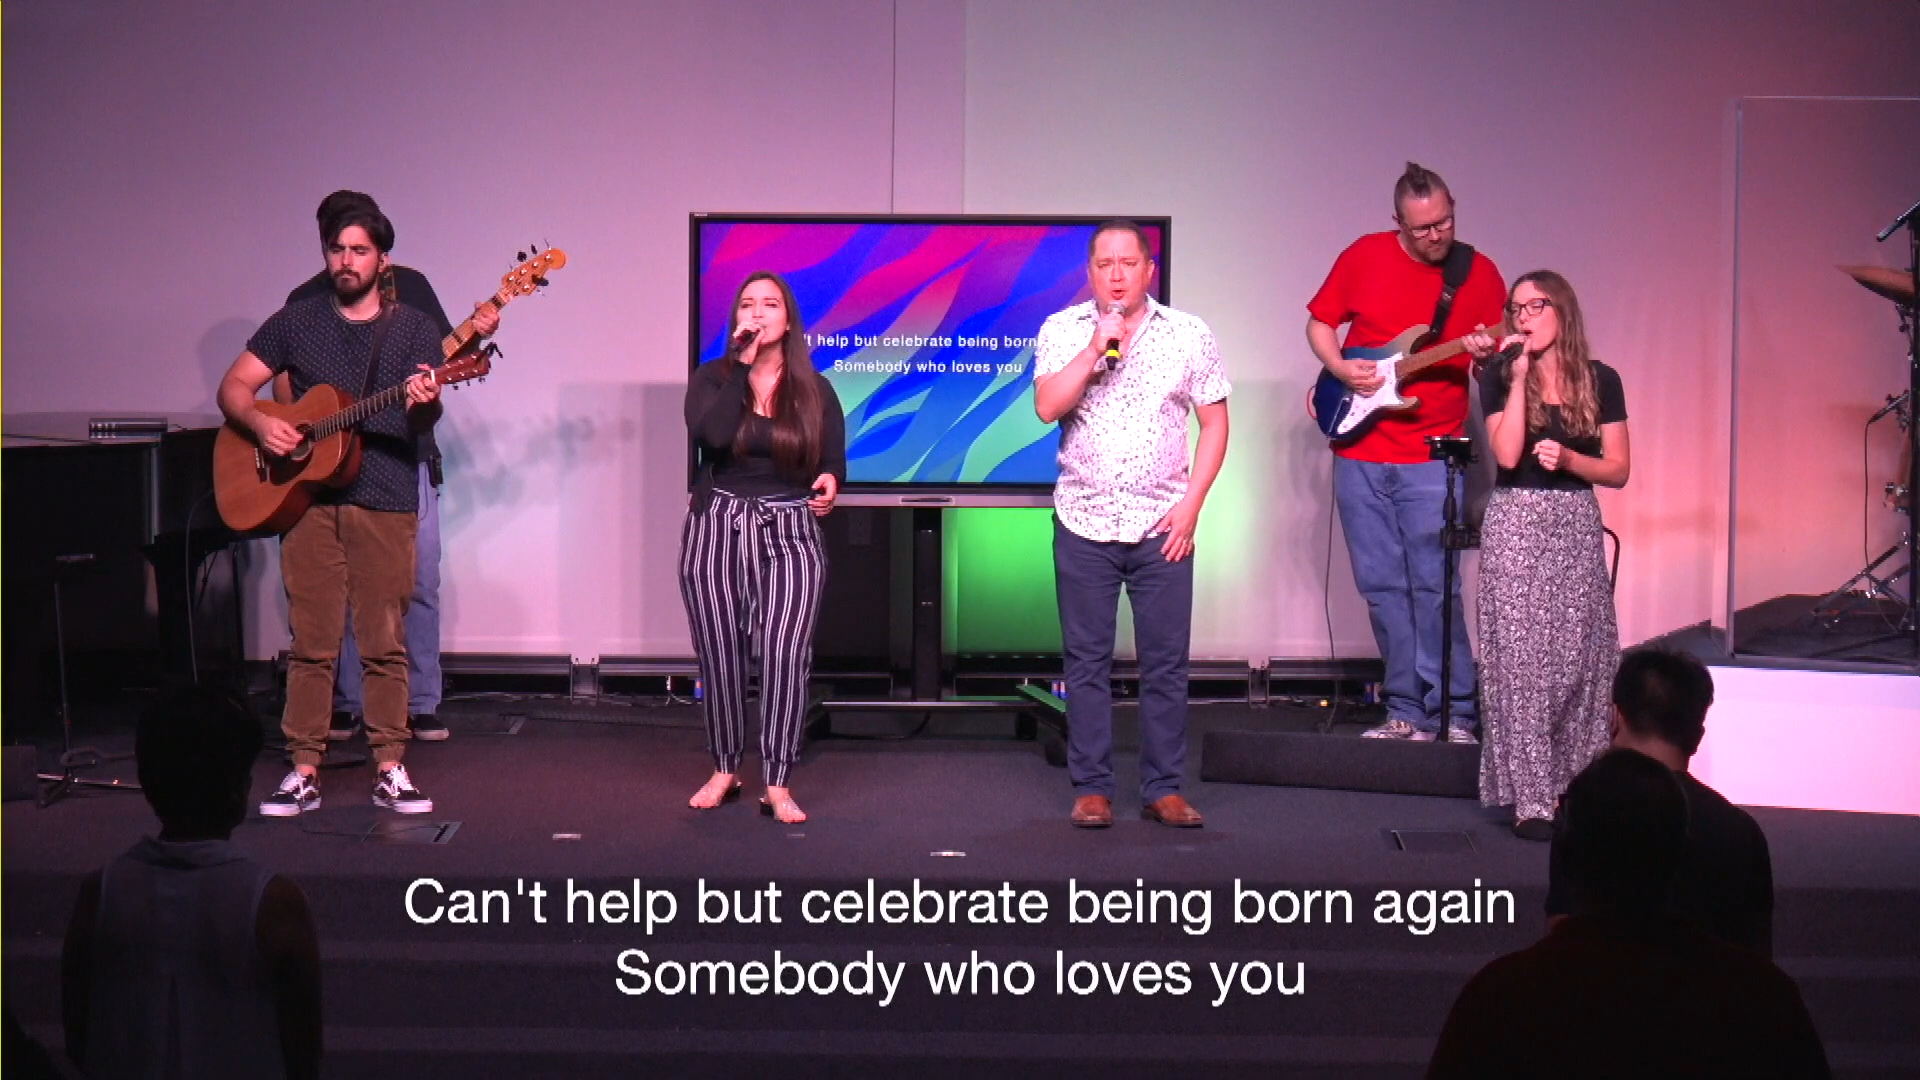 't help but celebrate being born
Somebody who loves you
Can't help but celebrate being born again
Somebody who loves you